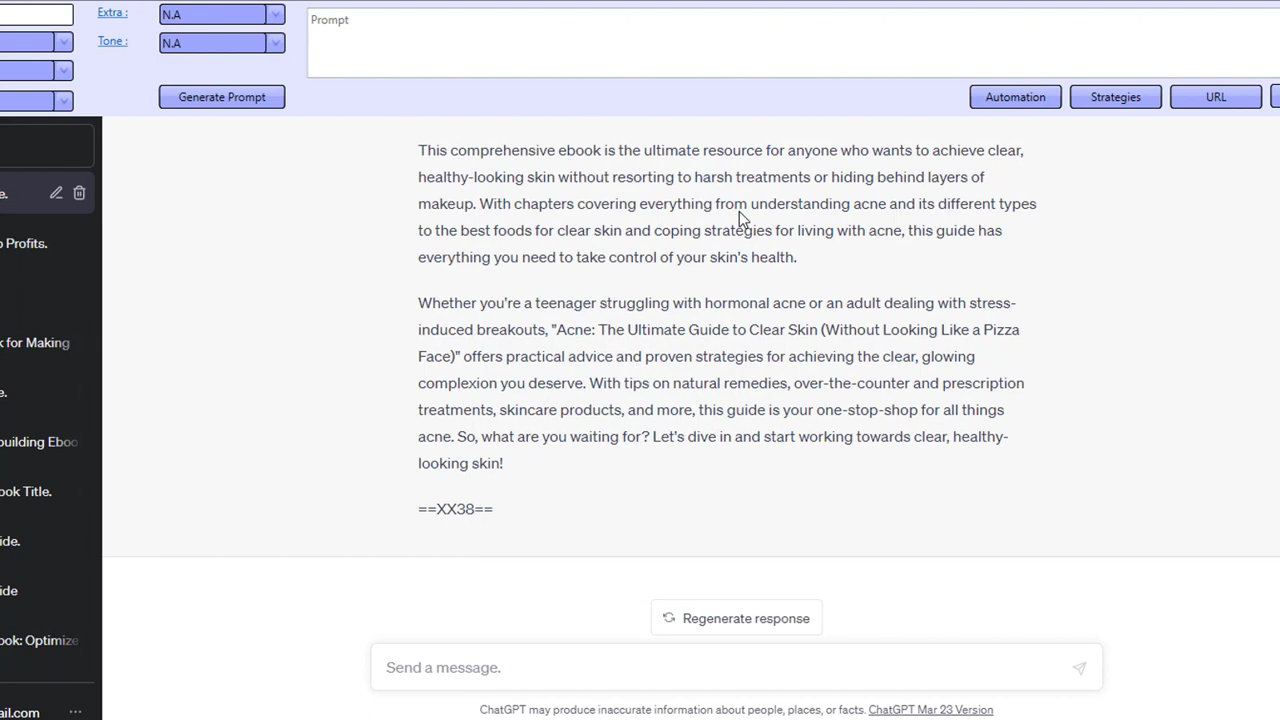 Extra :
N.A
Tone :
N.A
Prompt
Generate Prompt
Automation
Strategies
URL
This comprehensive ebook is the ultimate resource for anyone who wants to achieve clear,
healthy-looking skin without resorting to harsh treatments or hiding behind layers of
makeup. With chapters covering everything from understanding acne and its different types
to the best foods for clear skin and coping strategies for living with acne, this guide has
everything you need to take control of your skin's health.
Whether you're a teenager struggling with hormonal acne or an adult dealing with stress-
induced breakouts, "Acne: The Ultimate Guide to Clear Skin (Without Looking Like a Pizza
Face)" offers practical advice and proven strategies for achieving the clear, glowing
complexion you deserve. With tips on natural remedies, over-the-counter and prescription
treatments, skincare products, and more, this guide is your one-stop-shop for all things
acne. So, what are you waiting for? Let's dive in and start working towards clear, healthy-
looking skin!
==XX38==
e.
o Profits.
k for Making
e.
building Eboo
ook Title.
ide.
ide
ook: Optimize
ail.com
Regenerate response
Send a message.
ChatGPT may produce inaccurate information about people, places, or facts. ChatGPT Mar 23 Version